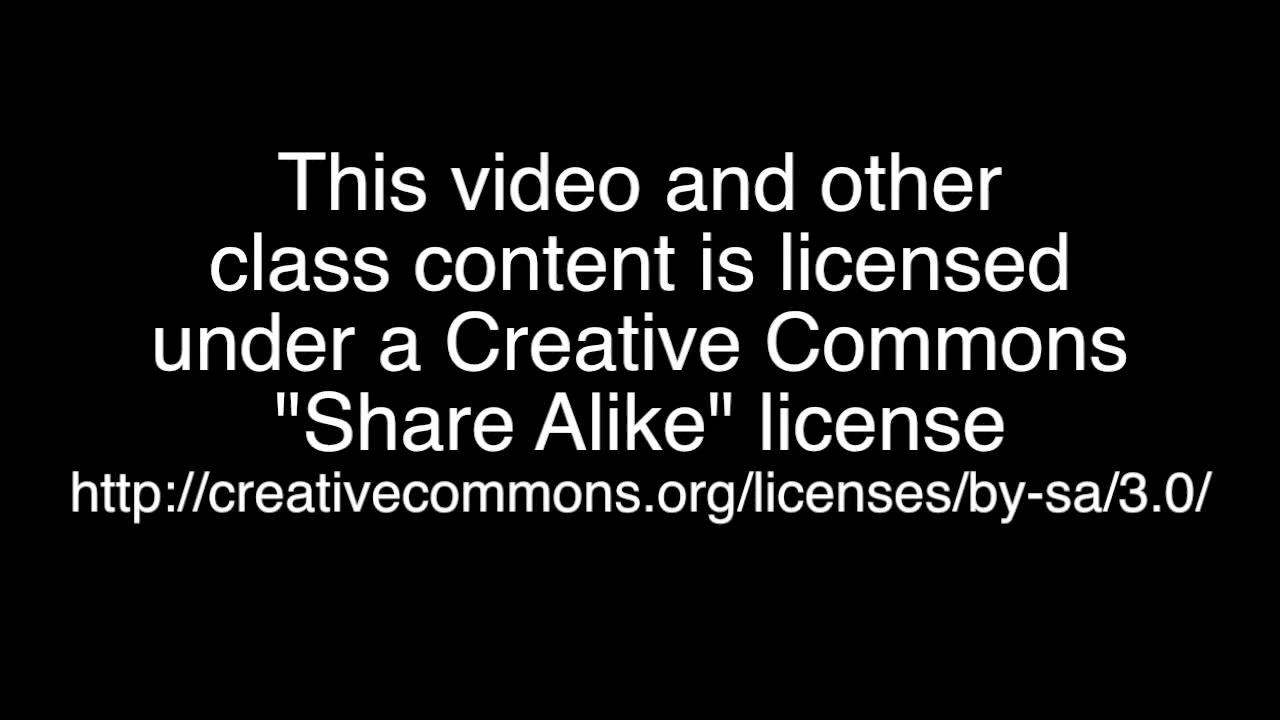 This video and other
class content is licensed
under a Creative Commons
"Share Alike" license
http://creativecommons.org/licenses/by-sa/3.0/